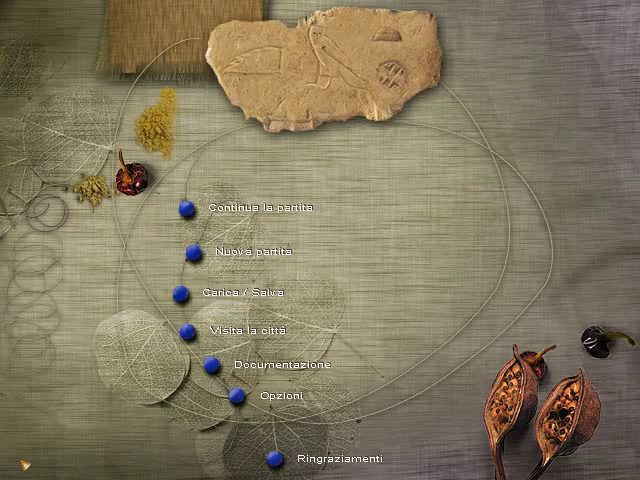 Continua la partita
Nuova partita
Carica / Salva
Visita la città
Documentazione
Opzioni
Ringraziamenti